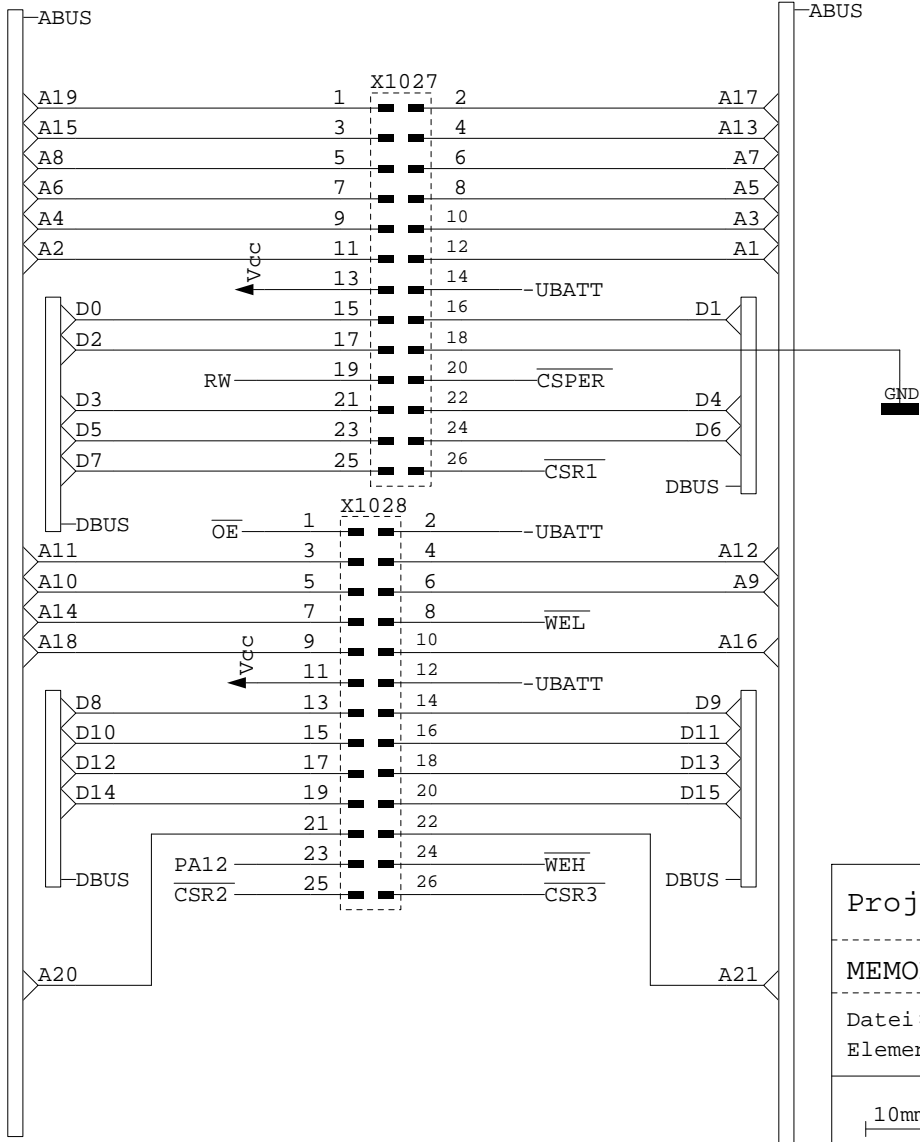 ABUS ABUS
X1027
A19 1 2 A17
A15 3 4 A13
A8 5 6 A7
A6 7 8 A5
A4 9 10 A3
A2 11 12 A1
Vcc 13 14 -UBATT
D0 15 16 D1
D2 17 18
RW 19 20 CSPER
GND
D3 21 22 D4
D5 23 24 D6
D7 25 26 CSR1
DBUS
X1028
DBUS
OE 1 2 -UBATT
A11 3 4 A12
A10 5 6 A9
A14 7 8 WEL
A18 9 10 A16
Vcc 11 12 -UBATT
D8 13 14 D9
D10 15 16 D11
D12 17 18 D13
D14 19 20 D15
21 22
PA12 23 24 WEH
DBUS DBUS
CSR2 25 26 CSR3
A20 A21
Proj
MEMO
Datei:
Elemen
10mm